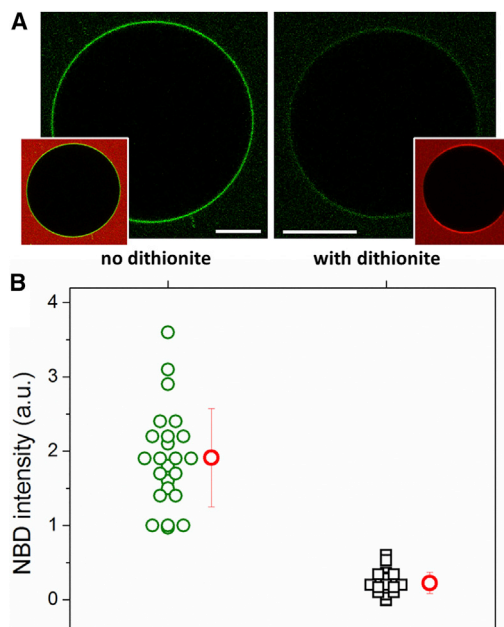 A
no dithionite
with dithionite
B
NBD intensity (a.u.)
4
3
2
1
0